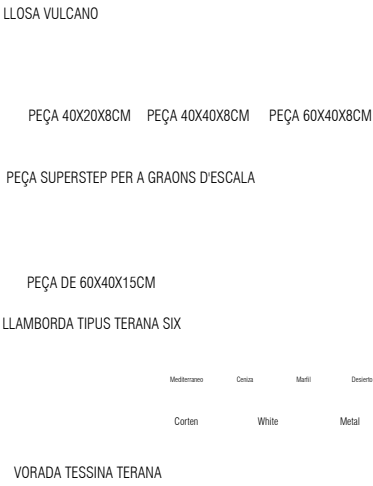 LLOSA VULCANO
PEÇA 40X20X8CM PEÇA 40X40X8CM PEÇA 60X40X8CM
PEÇA SUPERSTEP PER A GRAONS D'ESCALA
PEÇA DE 60X40X15CM
LLAMBORDA TIPUS TERANA SIX
Mediterraneo Ceniza Marfil Desierto
Corten White Metal
VORADA TESSINA TERANA